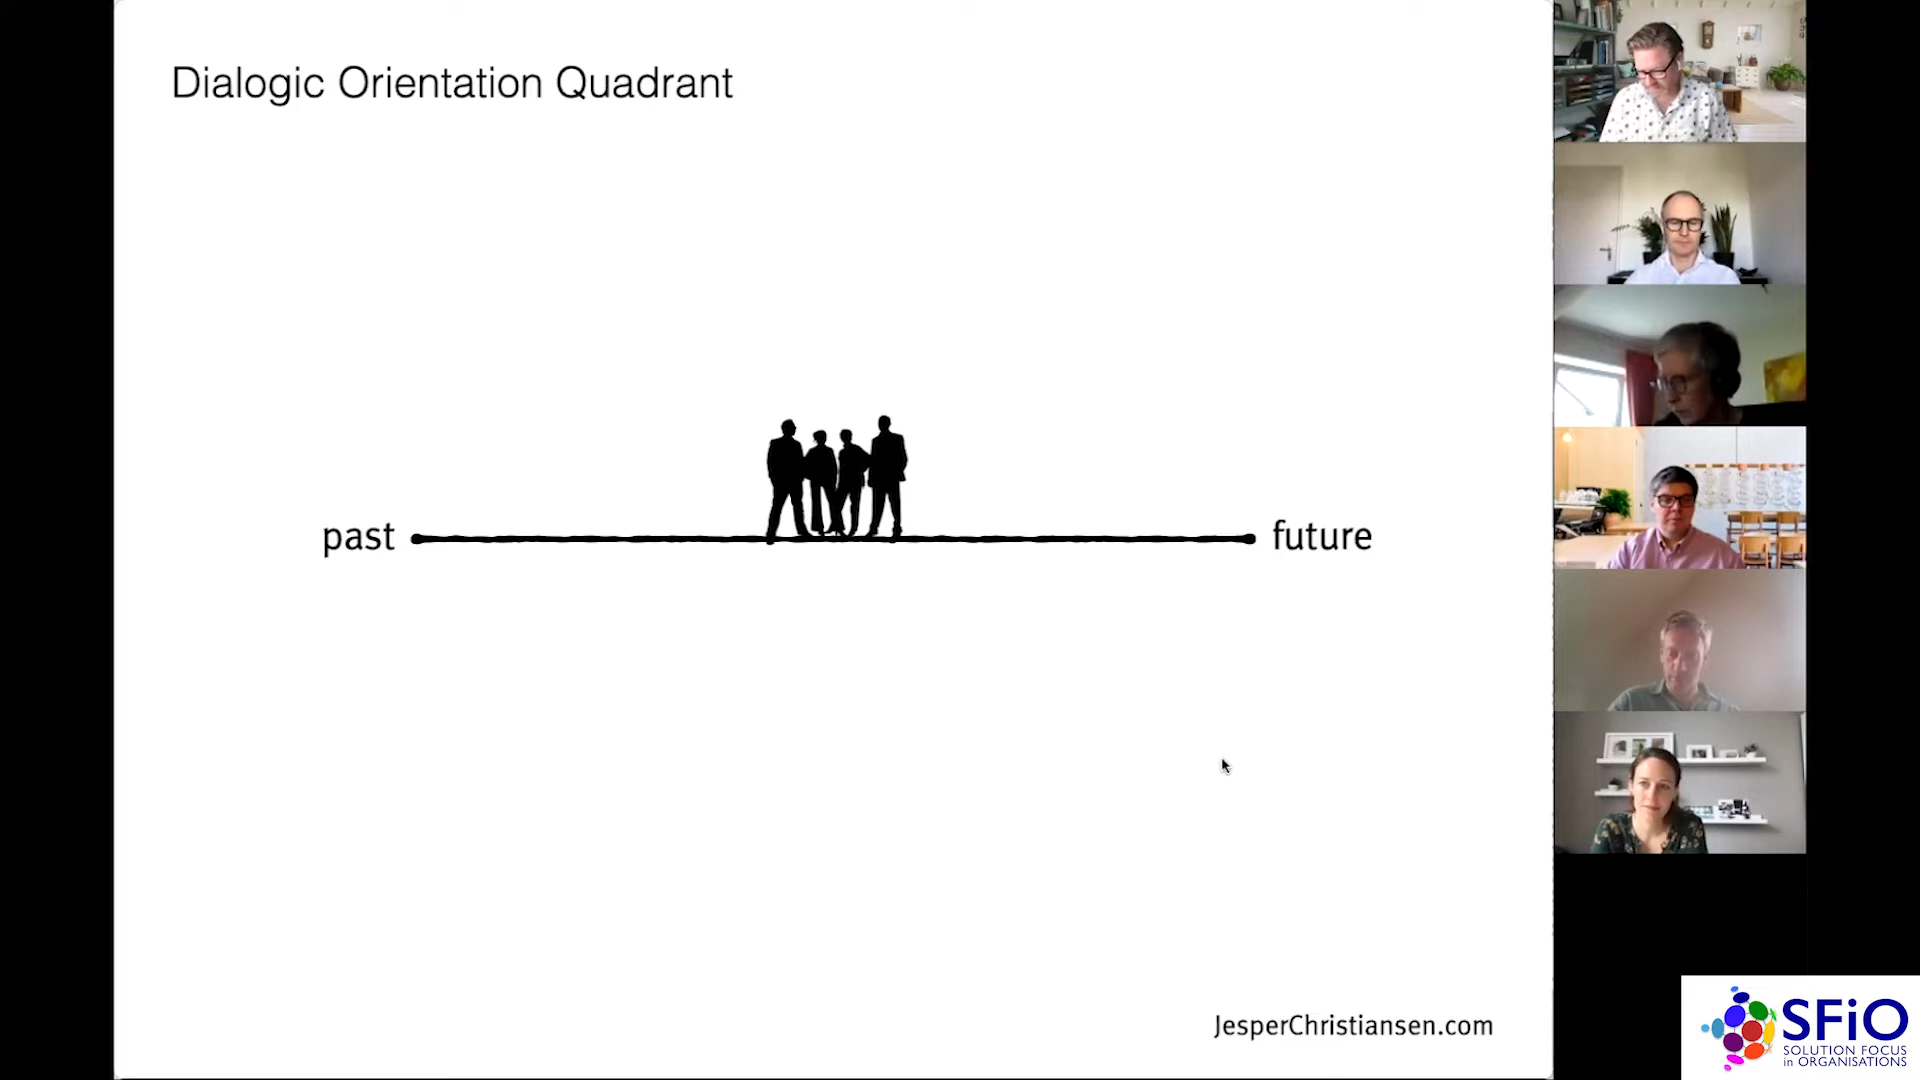 Dialogic Orientation Quadrant
past
future
JesperChristiansen.com
SFiO
SOLUTION FOCUS
in ORGANISATIONS